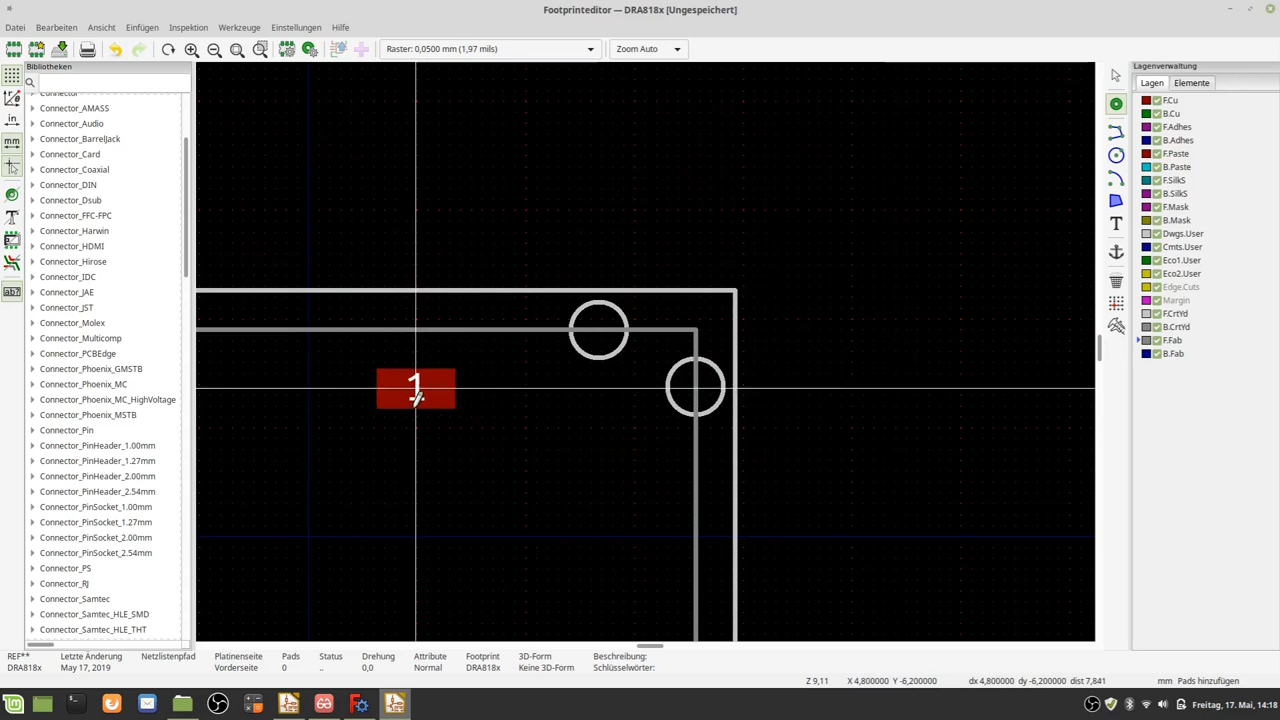 Footprinteditor — DRA818x [Ungespeichert]
Datei Bearbeiten Ansicht Einfügen Inspektion Werkzeuge Einstellungen Hilfe
Raster: 0,0500 mm (1,97 mils) Zoom Auto
Bibliotheken
Connector
Connector_AMASS
Connector_Audio
Connector_BarrelJack
Connector_Card
Connector_Coaxial
Connector_DIN
Connector_Dsub
Connector_FFC-FPC
Connector_Harwin
Connector_HDMI
Connector_Hirose
Connector_IDC
Connector_JAE
Connector_JST
Connector_Molex
Connector_Multicomp
Connector_PCBEdge
Connector_Phoenix_GMSTB
Connector_Phoenix_MC
Connector_Phoenix_MC_HighVoltage
Connector_Phoenix_MSTB
Connector_Pin
Connector_PinHeader_1.00mm
Connector_PinHeader_1.27mm
Connector_PinHeader_2.00mm
Connector_PinHeader_2.54mm
Connector_PinSocket_1.00mm
Connector_PinSocket_1.27mm
Connector_PinSocket_2.00mm
Connector_PinSocket_2.54mm
Connector_PS
Connector_RJ
Connector_Samtec
Connector_Samtec_HLE_SMD
Connector_Samtec_HLE_THT
in
mm
1
Lagenverwaltung
Lagen Elemente
F.Cu
B.Cu
F.Adhes
B.Adhes
F.Paste
B.Paste
F.SilkS
B.SilkS
F.Mask
B.Mask
Dwgs.User
Cmts.User
Eco1.User
Eco2.User
Edge.Cuts
Margin
F.CrtYd
B.CrtYd
F.Fab
B.Fab
REF** Letzte Änderung Netzlistenpfad Platinenseite Pads Status Drehung Attribute Footprint 3D-Form Beschreibung:
DRA818x May 17, 2019 Vorderseite 0 .. 0,0 Normal DRA818x Keine 3D-Form Schlüsselwörter:
Z 9,11 X 4,800000 Y -6,200000 dx 4,800000 dy -6,200000 dist 7,841 mm Pads hinzufügen
Freitag, 17. Mai, 14:18